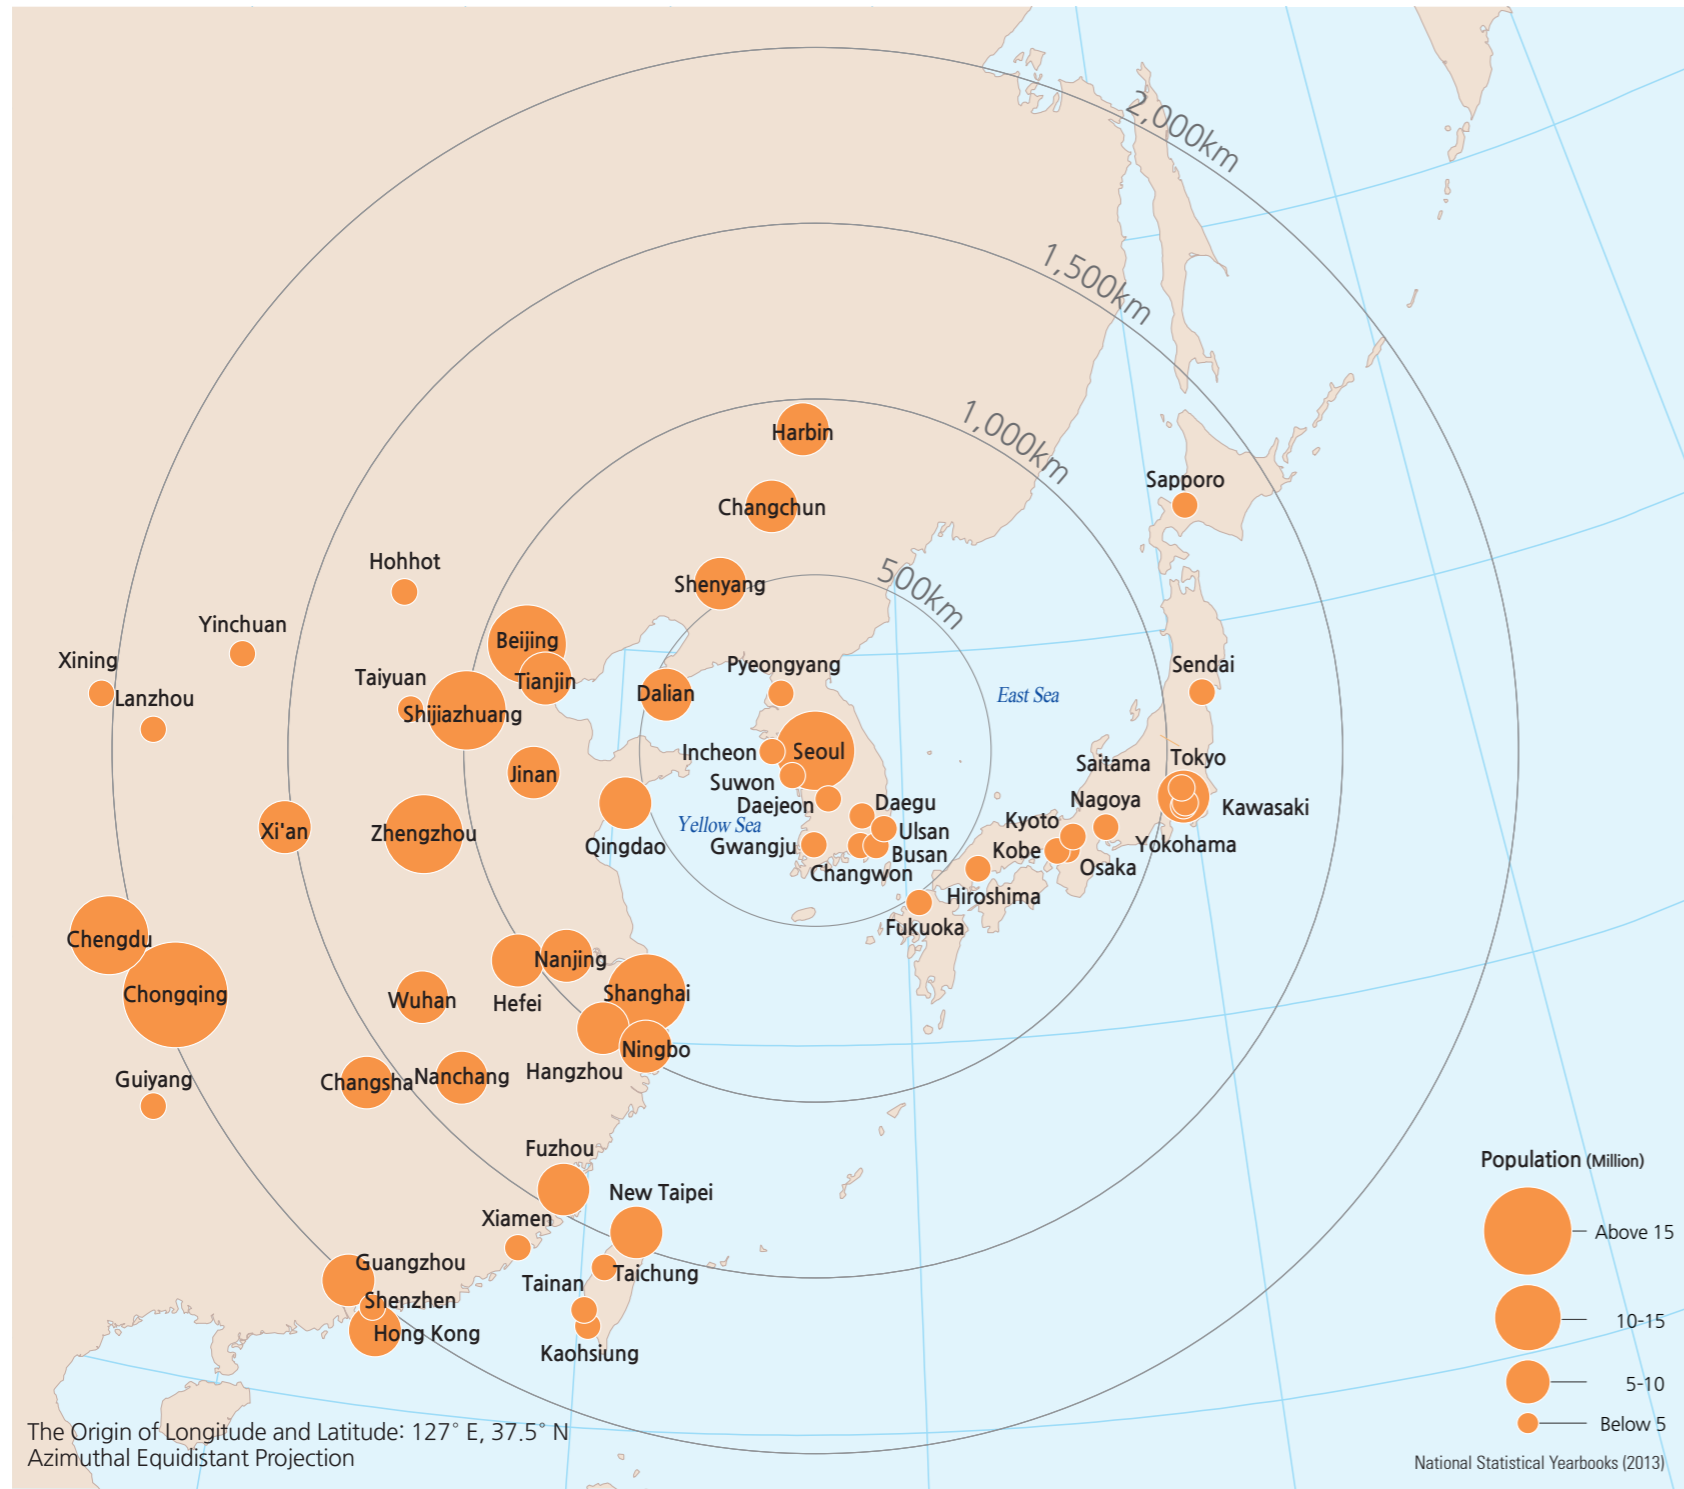 2,000km
1,500km
1,000km
500km
Harbin
Sapporo
Changchun
Hohhot
Shenyang
Yinchuan
Beijing
Xining
Pyeongyang
Sendai
Taiyuan
Tianjin
Dalian
East Sea
Lanzhou
Shijiazhuang
Incheon
Seoul
Saitama
Tokyo
Jinan
Suwon
Daejeon
Daegu
Nagoya
Kawasaki
Xi'an
Zhengzhou
Yellow Sea
Kyoto
Ulsan
Qingdao
Gwangju
Busan
Kobe
Yokohama
Changwon
Osaka
Hiroshima
Fukuoka
Chengdu
Nanjing
Chongqing
Wuhan
Hefei
Shanghai
Ningbo
Hangzhou
Guiyang
Changsha
Nanchang
Fuzhou
New Taipei
Xiamen
Guangzhou
Taichung
Tainan
Shenzhen
Hong Kong
Kaohsiung
Population (Million)
Above 15
10-15
5-10
Below 5
The Origin of Longitude and Latitude: 127° E, 37.5° N
Azimuthal Equidistant Projection
National Statistical Yearbooks (2013)